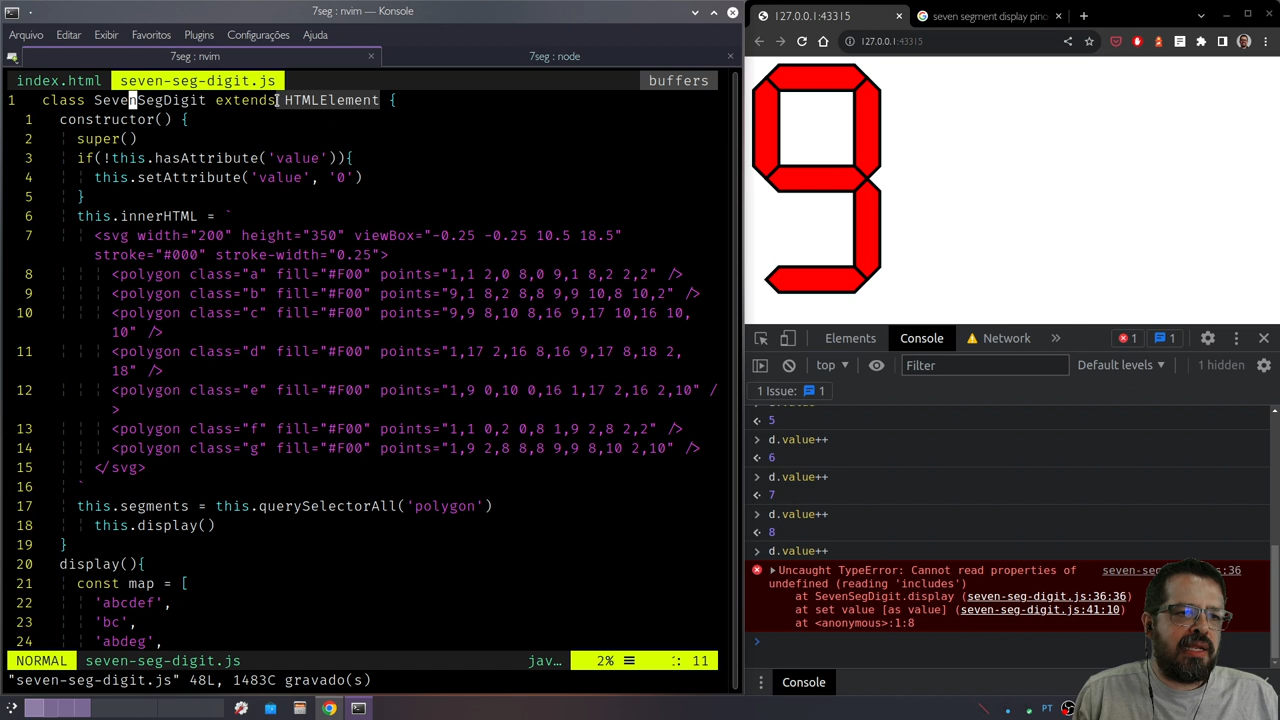 7seg : nvim — Konsole
Arquivo Editar Exibir Favoritos Plugins Configurações Ajuda
7seg : nvim
7seg : node
index.html seven-seg-digit.js buffers
1 class SevenSegDigit extends HTMLElement {
1 constructor() {
2 super()
3 if(!this.hasAttribute('value')){
4 this.setAttribute('value', '0')
5 }
6 this.innerHTML = `
7 <svg width="200" height="350" viewBox="-0.25 -0.25 10.5 18.5"
stroke="#000" stroke-width="0.25">
8 <polygon class="a" fill="#F00" points="1,1 2,0 8,0 9,1 8,2 2,2" />
9 <polygon class="b" fill="#F00" points="9,1 8,2 8,8 9,9 10,8 10,2" />
10 <polygon class="c" fill="#F00" points="9,9 8,10 8,16 9,17 10,16 10,
10" />
11 <polygon class="d" fill="#F00" points="1,17 2,16 8,16 9,17 8,18 2,
18" />
12 <polygon class="e" fill="#F00" points="1,9 0,10 0,16 1,17 2,16 2,10" /
>
13 <polygon class="f" fill="#F00" points="1,1 0,2 0,8 1,9 2,8 2,2" />
14 <polygon class="g" fill="#F00" points="1,9 2,8 8,8 9,9 8,10 2,10" />
15 </svg>
16 `
17 this.segments = this.querySelectorAll('polygon')
18 this.display()
19 }
20 display(){
21 const map = [
22 'abcdef',
23 'bc',
24 'abdeg',
NORMAL seven-seg-digit.js jav… 2% : 11
"seven-seg-digit.js" 48L, 1483C gravado(s)
127.0.0.1:43315
seven segment display pino
127.0.0.1:43315
9
Elements Console Network 1 1
top Filter Default levels 1 hidden
1 Issue: 1
5
d.value++
6
d.value++
7
d.value++
8
d.value++
Uncaught TypeError: Cannot read properties of seven-seg :36
undefined (reading 'includes')
at SevenSegDigit.display (seven-seg-digit.js:36:36)
at set value [as value] (seven-seg-digit.js:41:10)
at <anonymous>:1:8
Console
PT